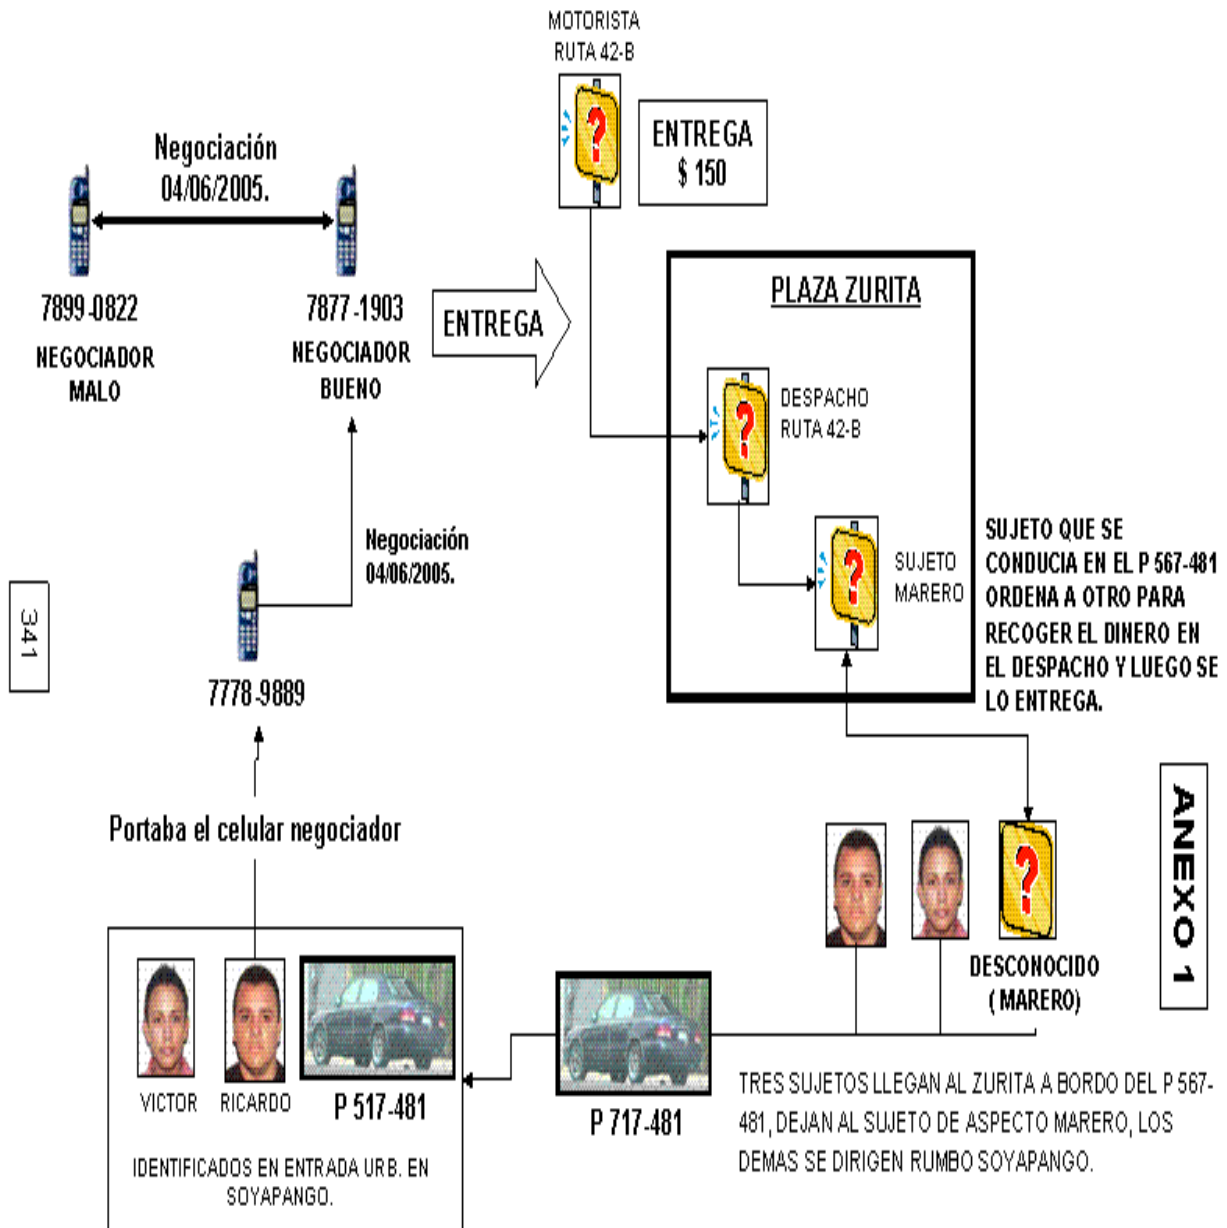 MOTORISTA
RUTA 42-B
ENTREGA
$ 150
Negociación
04/06/2005.
7899-0822
NEGOCIADOR
MALO
7877-1903
NEGOCIADOR
BUENO
ENTREGA
PLAZA ZURITA
DESPACHO
RUTA 42-B
SUJETO
MARERO
SUJETO QUE SE
CONDUCIA EN EL P 567-481
ORDENA A OTRO PARA
RECOGER EL DINERO EN
EL DESPACHO Y LUEGO SE
LO ENTREGA.
Negociación
04/06/2005.
7778-9889
341
Portaba el celular negociador
ANEXO 1
DESCONOCIDO
( MARERO)
VICTOR
RICARDO
P 517-481
IDENTIFICADOS EN ENTRADA URB. EN
SOYAPANGO.
P 717-481
TRES SUJETOS LLEGAN AL ZURITA A BORDO DEL P 567-
481, DEJAN AL SUJETO DE ASPECTO MARERO, LOS
DEMAS SE DIRIGEN RUMBO SOYAPANGO.